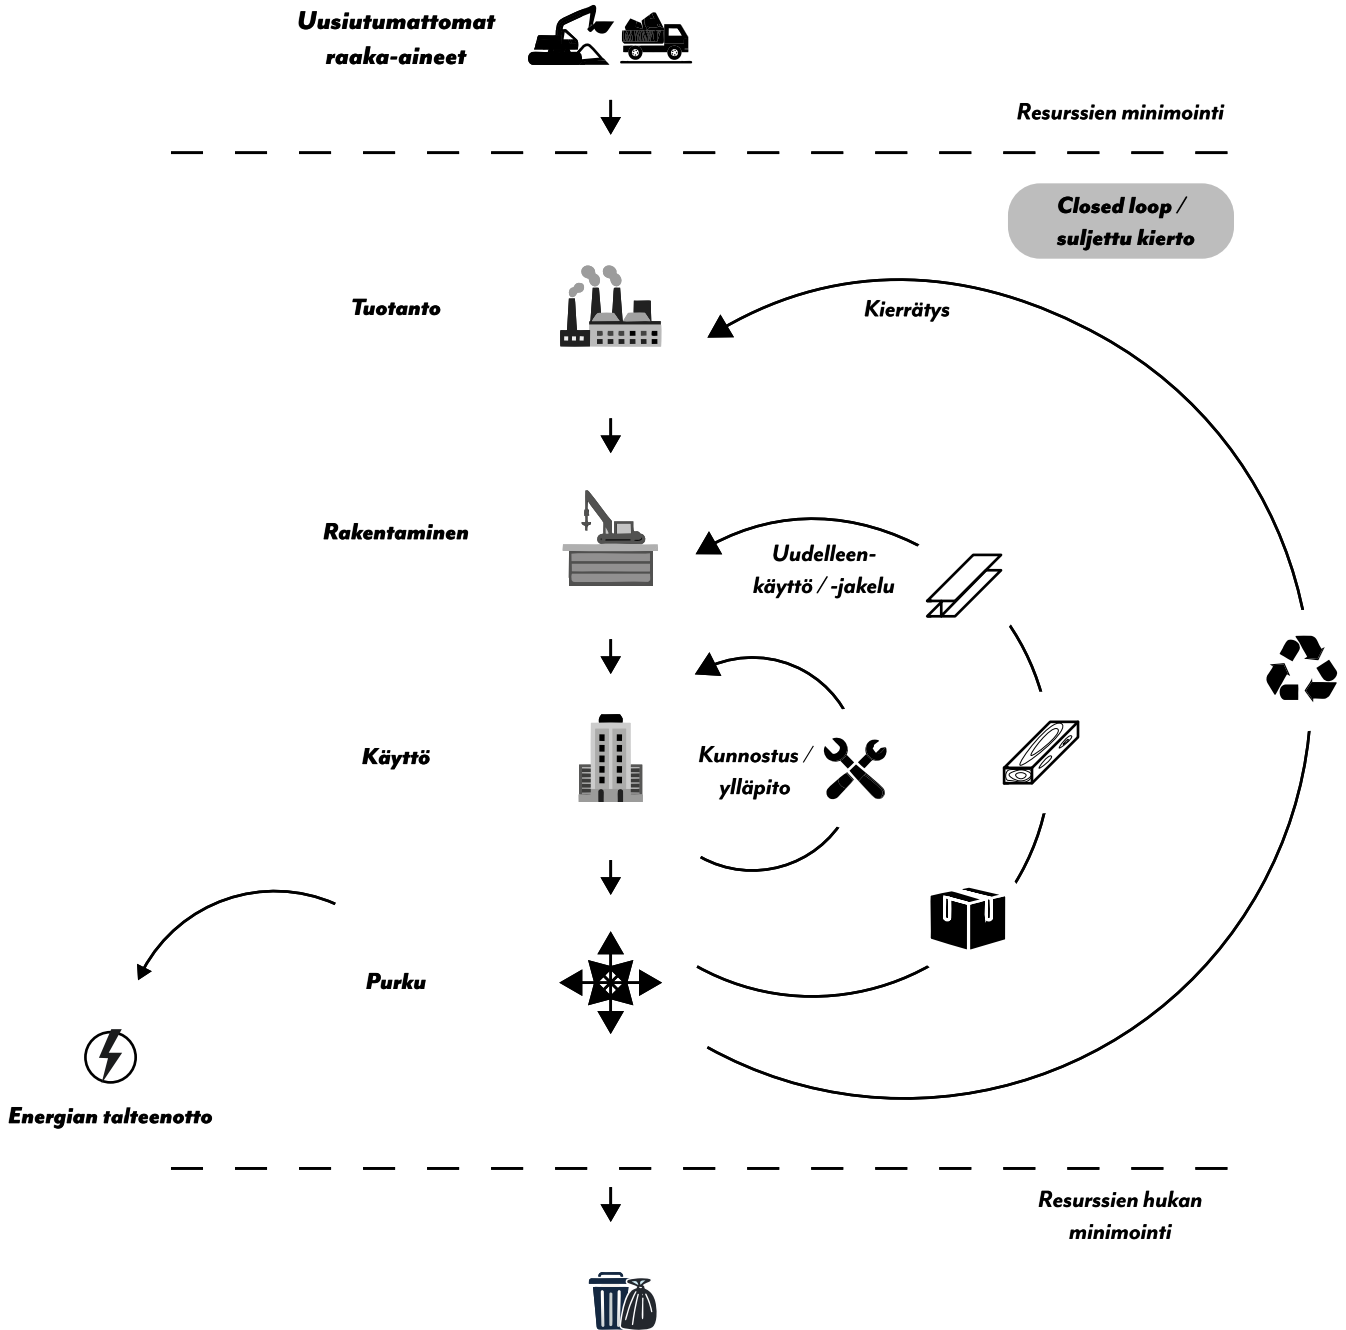 Uusiutumattomat
raaka-aineet
Resurssien minimointi
Closed loop /
suljettu kierto
Tuotanto
Kierrätys
Rakentaminen
Uudelleen-
käyttö / -jakelu
Käyttö
Kunnostus /
ylläpito
Purku
Energian talteenotto
Resurssien hukan
minimointi